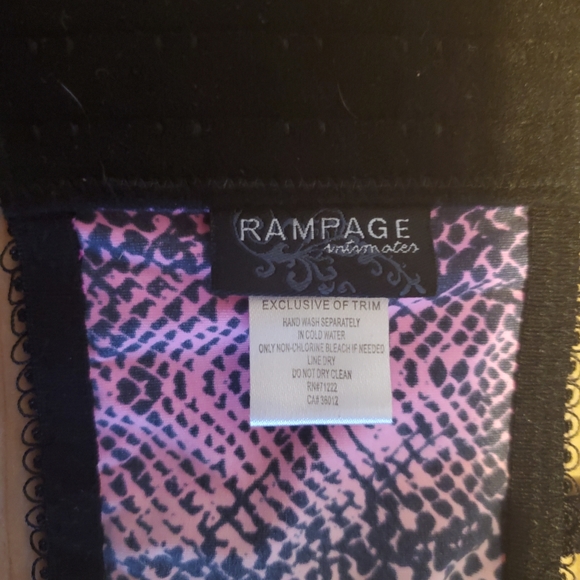 RAMPAGE
intimates
EXCLUSIVE OF TRIM
HAND WASH SEPARATELY
IN COLD WATER
ONLY NON-CHLORINE BLEACH IF NEEDED
LINE DRY
DO NOT DRY CLEAN
RN#71222
CA# 36012